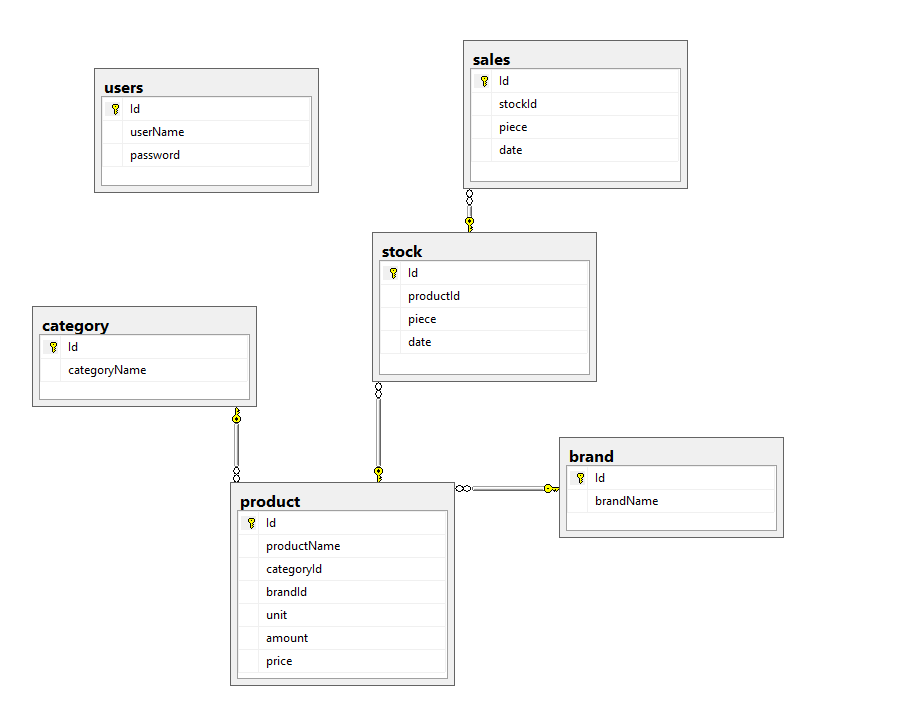 users
Id
userName
password
sales
Id
stockId
piece
date
stock
Id
productId
piece
date
category
Id
categoryName
brand
Id
brandName
product
Id
productName
categoryId
brandId
unit
amount
price